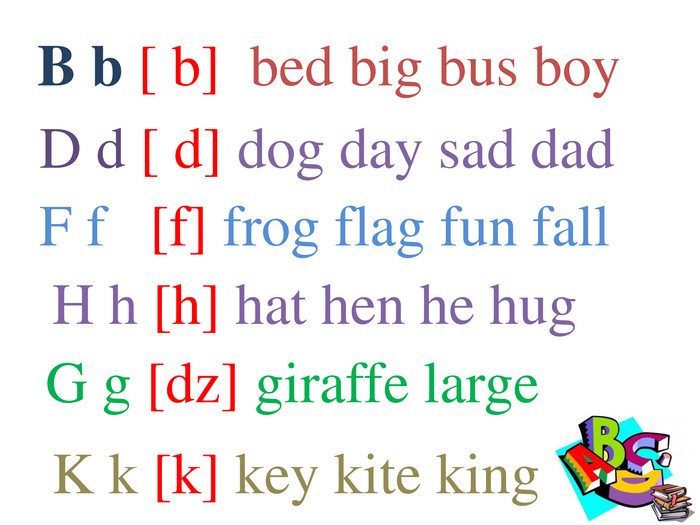 B b [ b] bed big bus boy
D d [ d] dog day sad dad
F f [f] frog flag fun fall
H h [h] hat hen he hug
G g [dz] giraffe large
K k [k] key kite king
ABCD